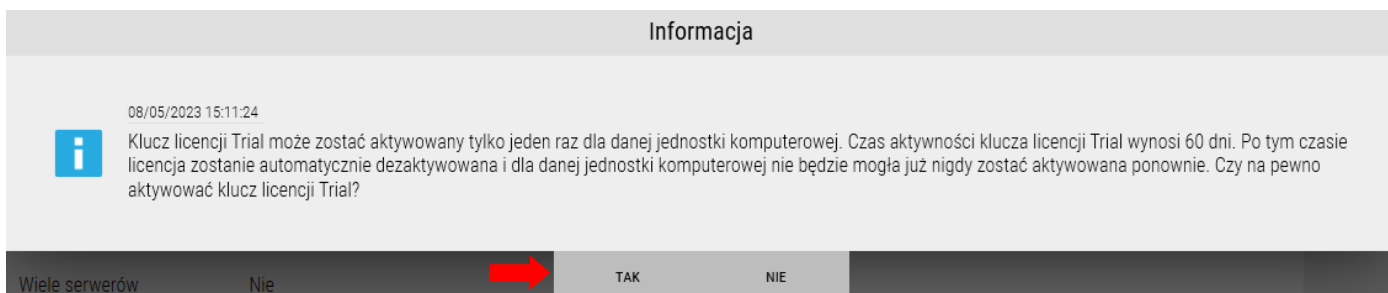 Informacja
08/05/2023 15:11:24
Klucz licencji Trial może zostać aktywowany tylko jeden raz dla danej jednostki komputerowej. Czas aktywności klucza licencji Trial wynosi 60 dni. Po tym czasie
licencja zostanie automatycznie dezaktywowana i dla danej jednostki komputerowej nie będzie mogła już nigdy zostać aktywowana ponownie. Czy na pewno
aktywować klucz licencji Trial?
TAK NIE
Wiele serwerów Nie